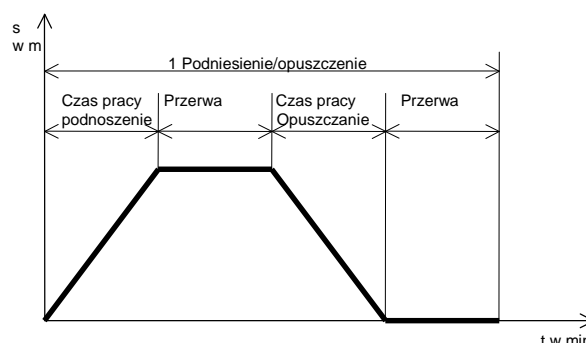 s
w m
1 Podniesienie/opuszczenie
Czas pracy
podnoszenie
Przerwa
Czas pracy
Opuszczanie
Przerwa
t w min